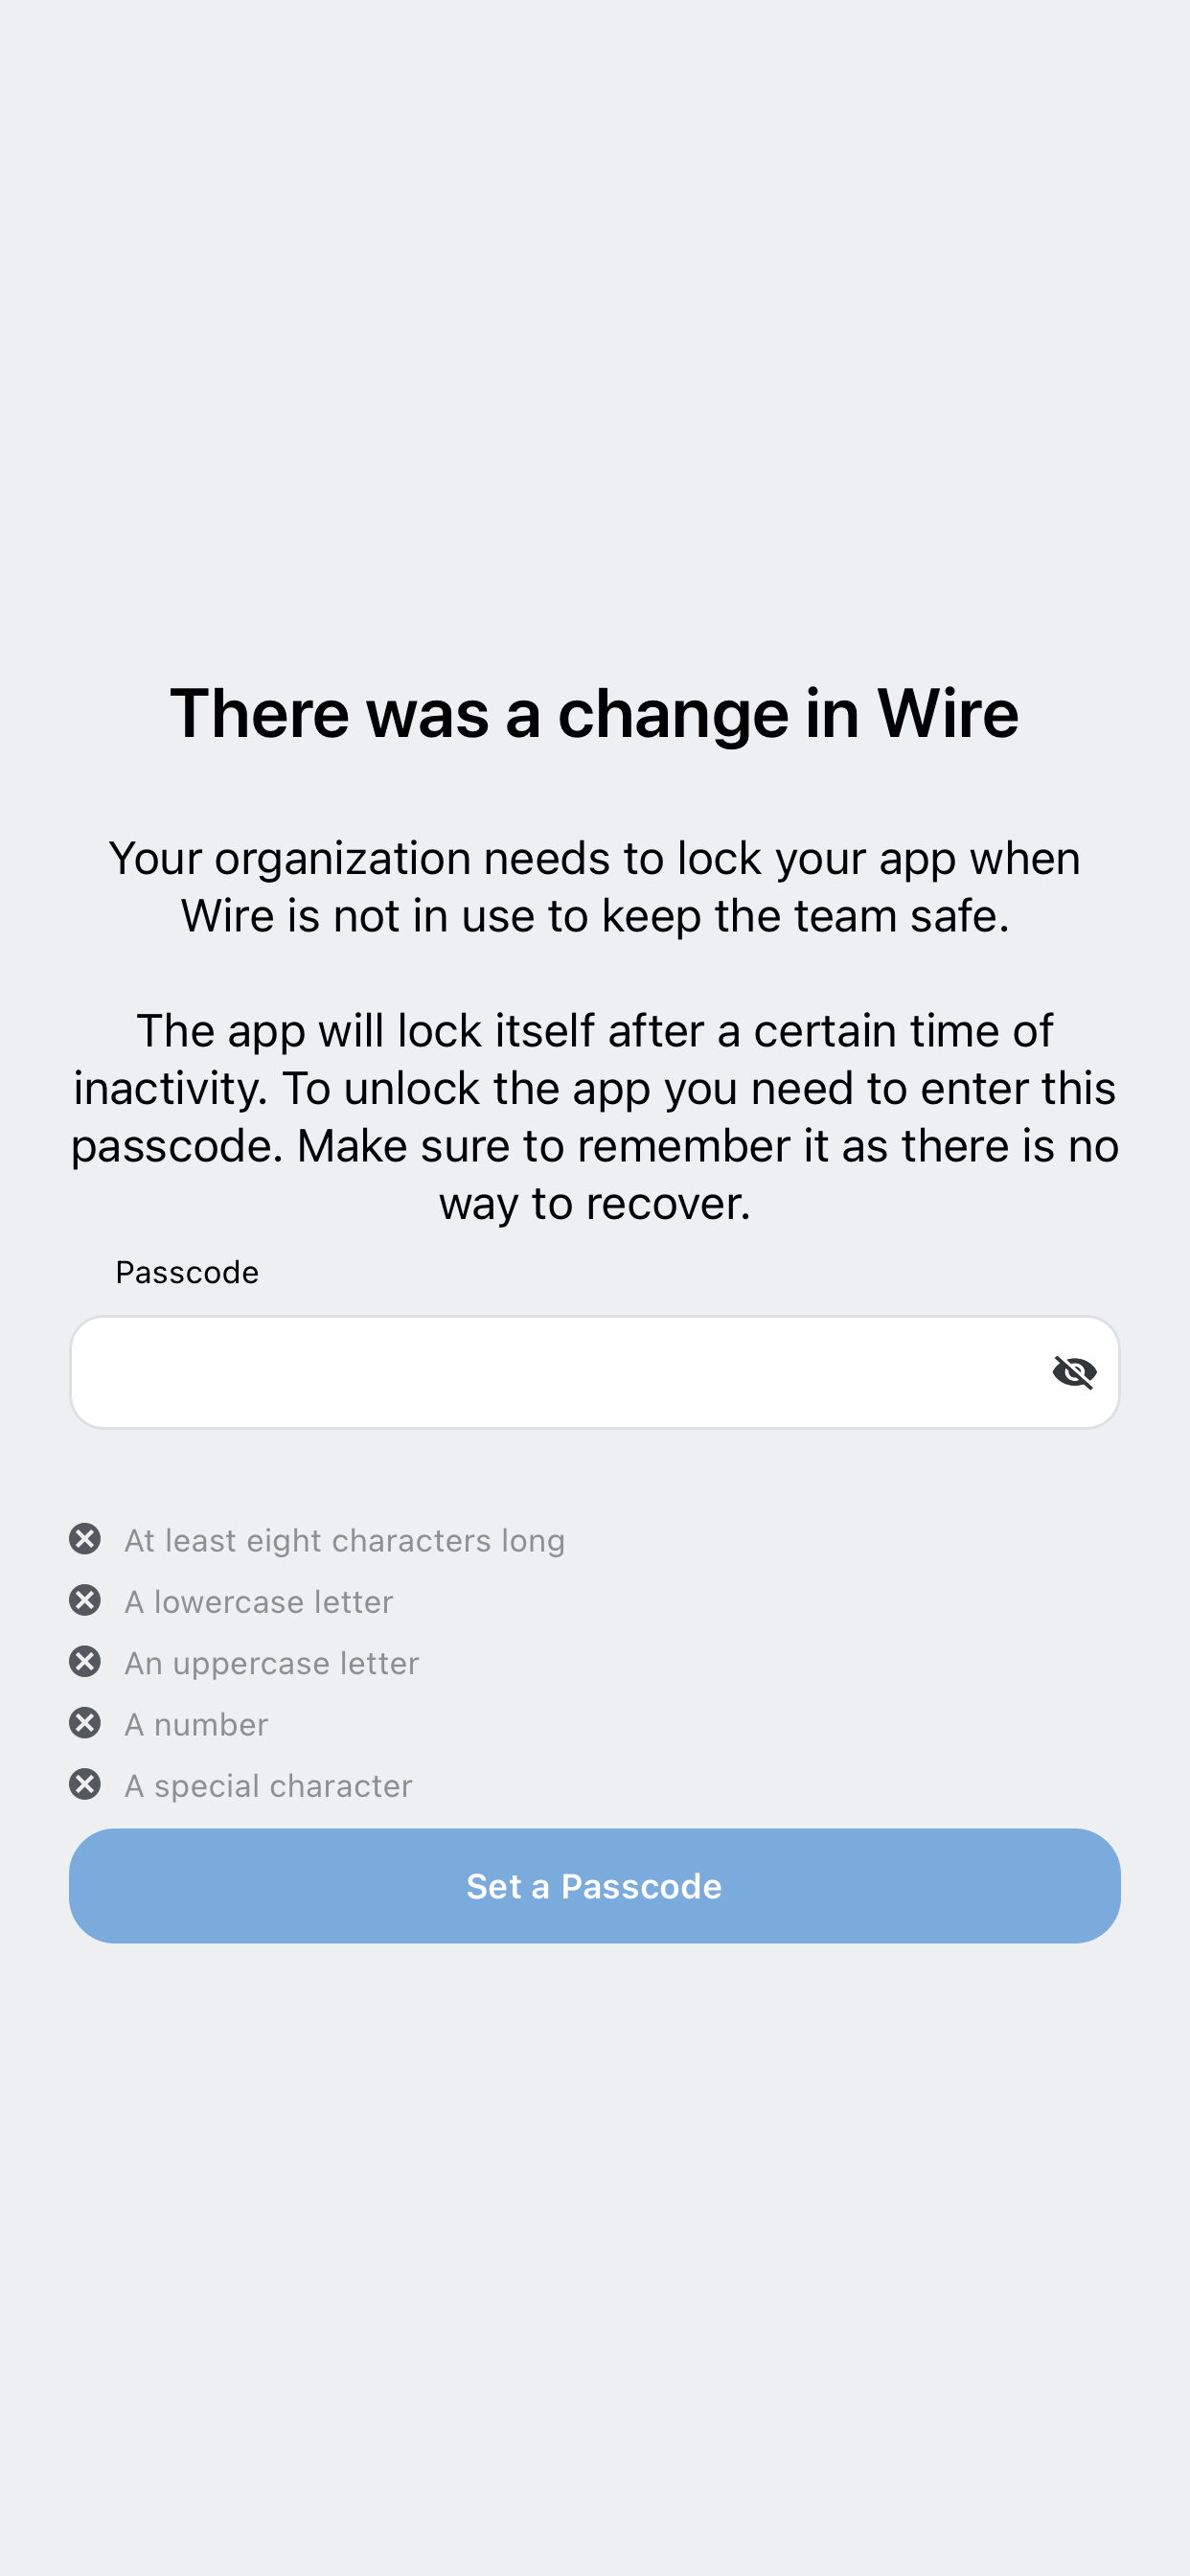 There was a change in Wire
Your organization needs to lock your app when
Wire is not in use to keep the team safe.
The app will lock itself after a certain time of
inactivity. To unlock the app you need to enter this
passcode. Make sure to remember it as there is no
way to recover.
Passcode
At least eight characters long
A lowercase letter
An uppercase letter
A number
A special character
Set a Passcode